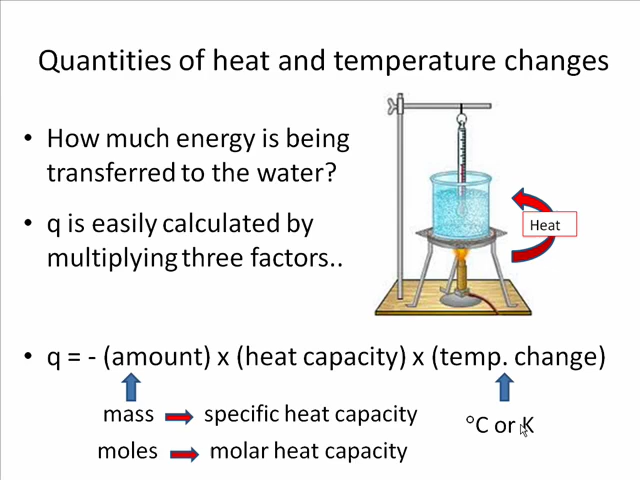 Quantities of heat and temperature changes
• How much energy is being
transferred to the water?
• q is easily calculated by
multiplying three factors..
Heat
• q = - (amount) x (heat capacity) x (temp. change)
mass specific heat capacity
°C or K
moles molar heat capacity